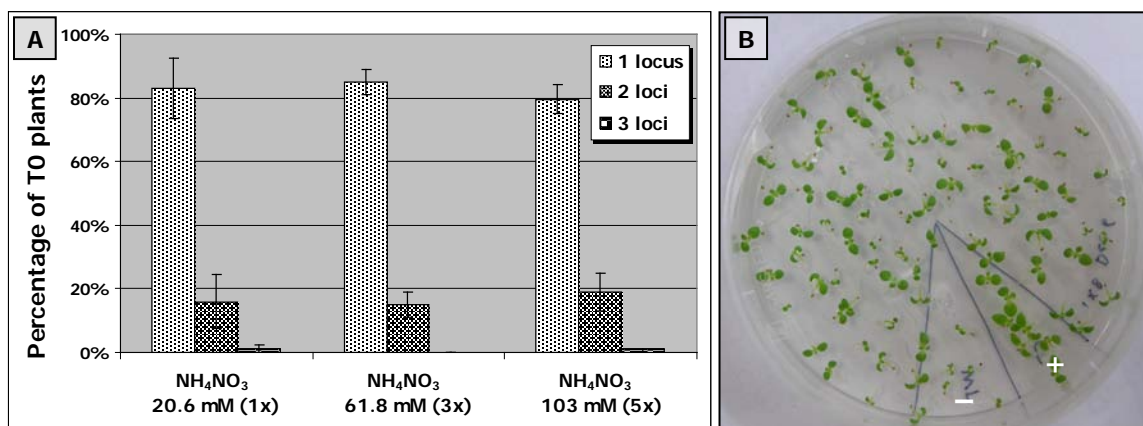 A
Percentage of T0 plants
100%
80%
60%
40%
20%
0%
1 locus
2 loci
3 loci
NH₄NO₃
20.6 mM (1x)
NH₄NO₃
61.8 mM (3x)
NH₄NO₃
103 mM (5x)
B
+
−